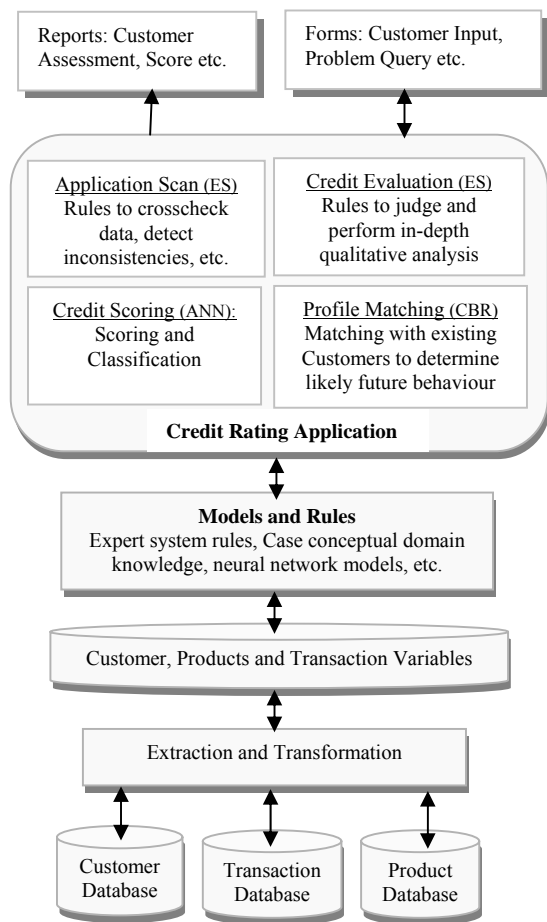 Reports: Customer
Assessment, Score etc.
Forms: Customer Input,
Problem Query etc.
Application Scan (ES)
Rules to crosscheck
data, detect
inconsistencies, etc.
Credit Evaluation (ES)
Rules to judge and
perform in-depth
qualitative analysis
Credit Scoring (ANN):
Scoring and
Classification
Profile Matching (CBR)
Matching with existing
Customers to determine
likely future behaviour
Credit Rating Application
Models and Rules
Expert system rules, Case conceptual domain
knowledge, neural network models, etc.
Customer, Products and Transaction Variables
Extraction and Transformation
Customer
Database
Transaction
Database
Product
Database